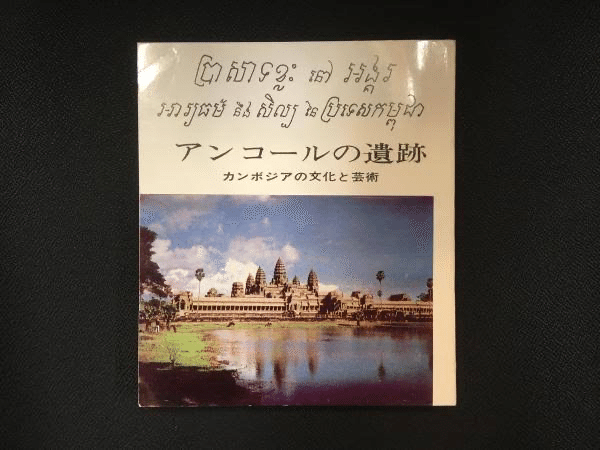 ប្រាសាទខ្លះ នៅ អង្គរ
អារ្យធម៌ និង សិល្ប នៃ ប្រទេសកម្ពុជា
アンコールの遺跡
カンボジアの文化と芸術